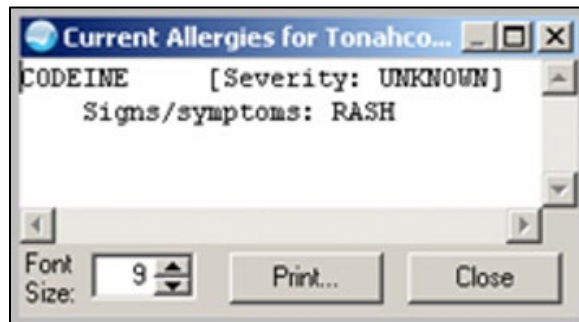 Current Allergies for Tonahco...
CODEINE [Severity: UNKNOWN]
Signs/symptoms: RASH
Font
Size:
9
Print...
Close